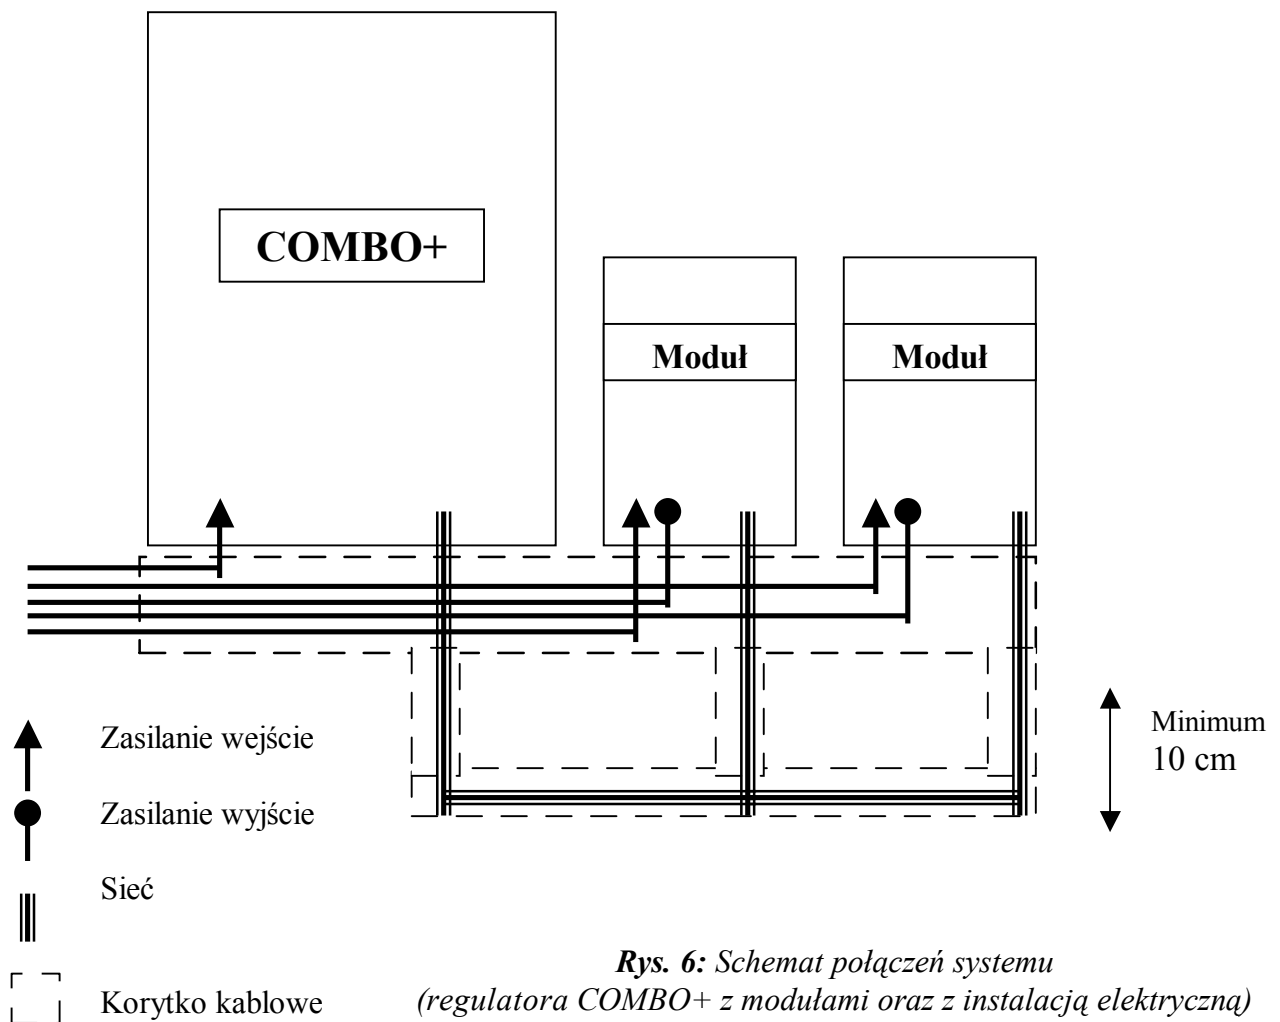 COMBO+
Moduł
Moduł
Zasilanie wejście
Zasilanie wyjście
Sieć
Korytko kablowe
Minimum
10 cm
Rys. 6: Schemat połączeń systemu
(regulatora COMBO+ z modułami oraz z instalacją elektryczną)